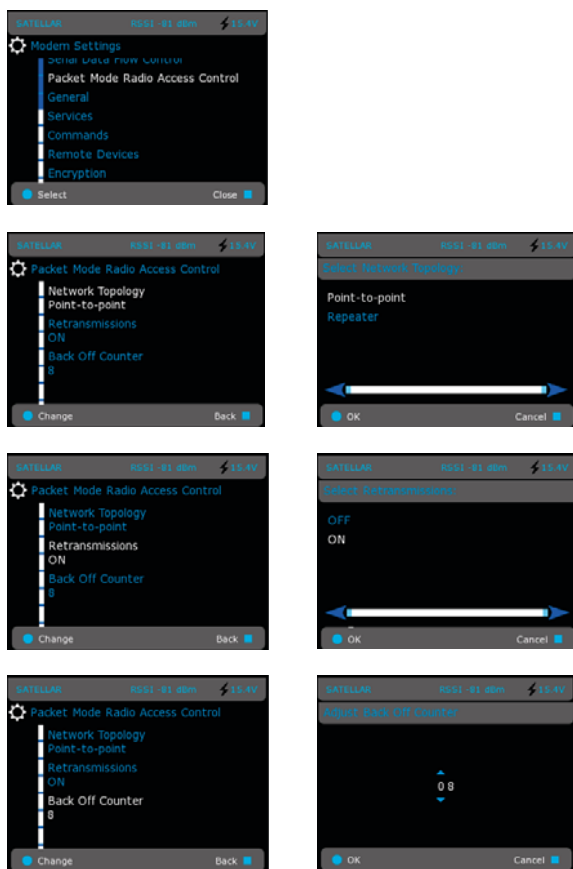 SATELLAR RSSI -81 dBm 15.4V
Modem Settings
Serial Data Flow Control
Packet Mode Radio Access Control
General
Services
Commands
Remote Devices
Encryption
Select Close
SATELLAR RSSI -81 dBm 15.4V
Packet Mode Radio Access Control
Network Topology
Point-to-point
Retransmissions
ON
Back Off Counter
8
Change Back
SATELLAR RSSI -81 dBm 15.4V
Select Network Topology:
Point-to-point
Repeater
OK Cancel
SATELLAR RSSI -81 dBm 15.4V
Packet Mode Radio Access Control
Network Topology
Point-to-point
Retransmissions
ON
Back Off Counter
8
Change Back
SATELLAR RSSI -81 dBm 15.4V
Select Retransmissions:
OFF
ON
OK Cancel
SATELLAR RSSI -81 dBm 15.4V
Packet Mode Radio Access Control
Network Topology
Point-to-point
Retransmissions
ON
Back Off Counter
8
Change Back
SATELLAR RSSI -81 dBm 15.4V
Adjust Back Off Counter
0 8
OK Cancel